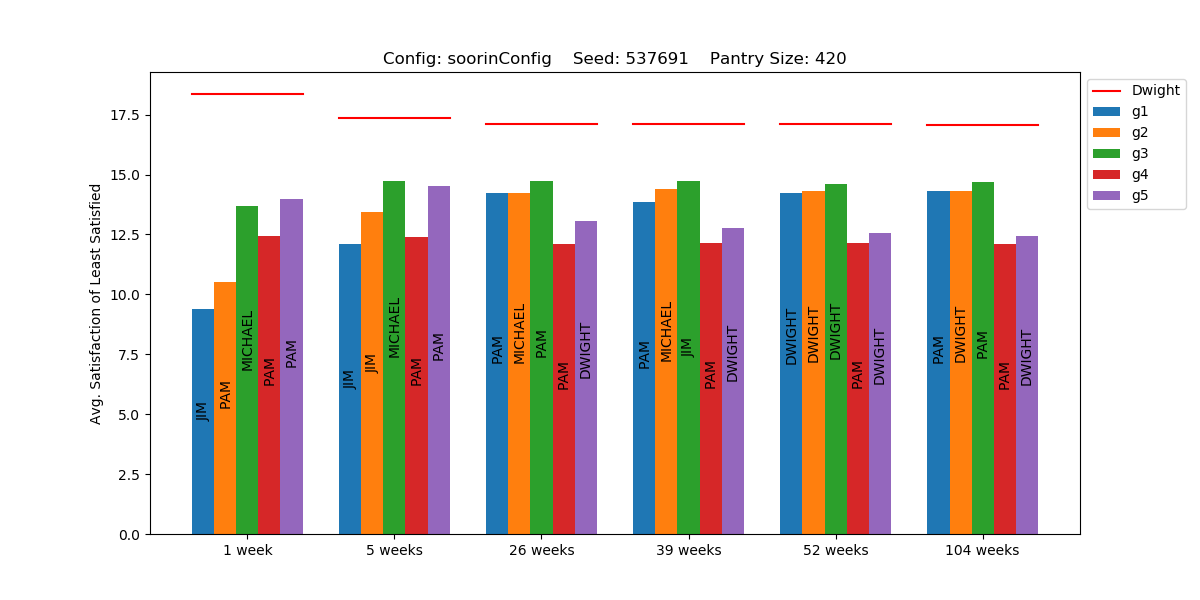 Config: soorinConfig    Seed: 537691    Pantry Size: 420
Avg. Satisfaction of Least Satisfied
17.5
15.0
12.5
10.0
7.5
5.0
2.5
0.0
JIM
PAM
MICHAEL
PAM
PAM
JIM
JIM
MICHAEL
PAM
PAM
PAM
MICHAEL
PAM
PAM
DWIGHT
PAM
MICHAEL
JIM
PAM
DWIGHT
DWIGHT
DWIGHT
DWIGHT
PAM
DWIGHT
PAM
DWIGHT
PAM
PAM
DWIGHT
1 week
5 weeks
26 weeks
39 weeks
52 weeks
104 weeks
Dwight
g1
g2
g3
g4
g5